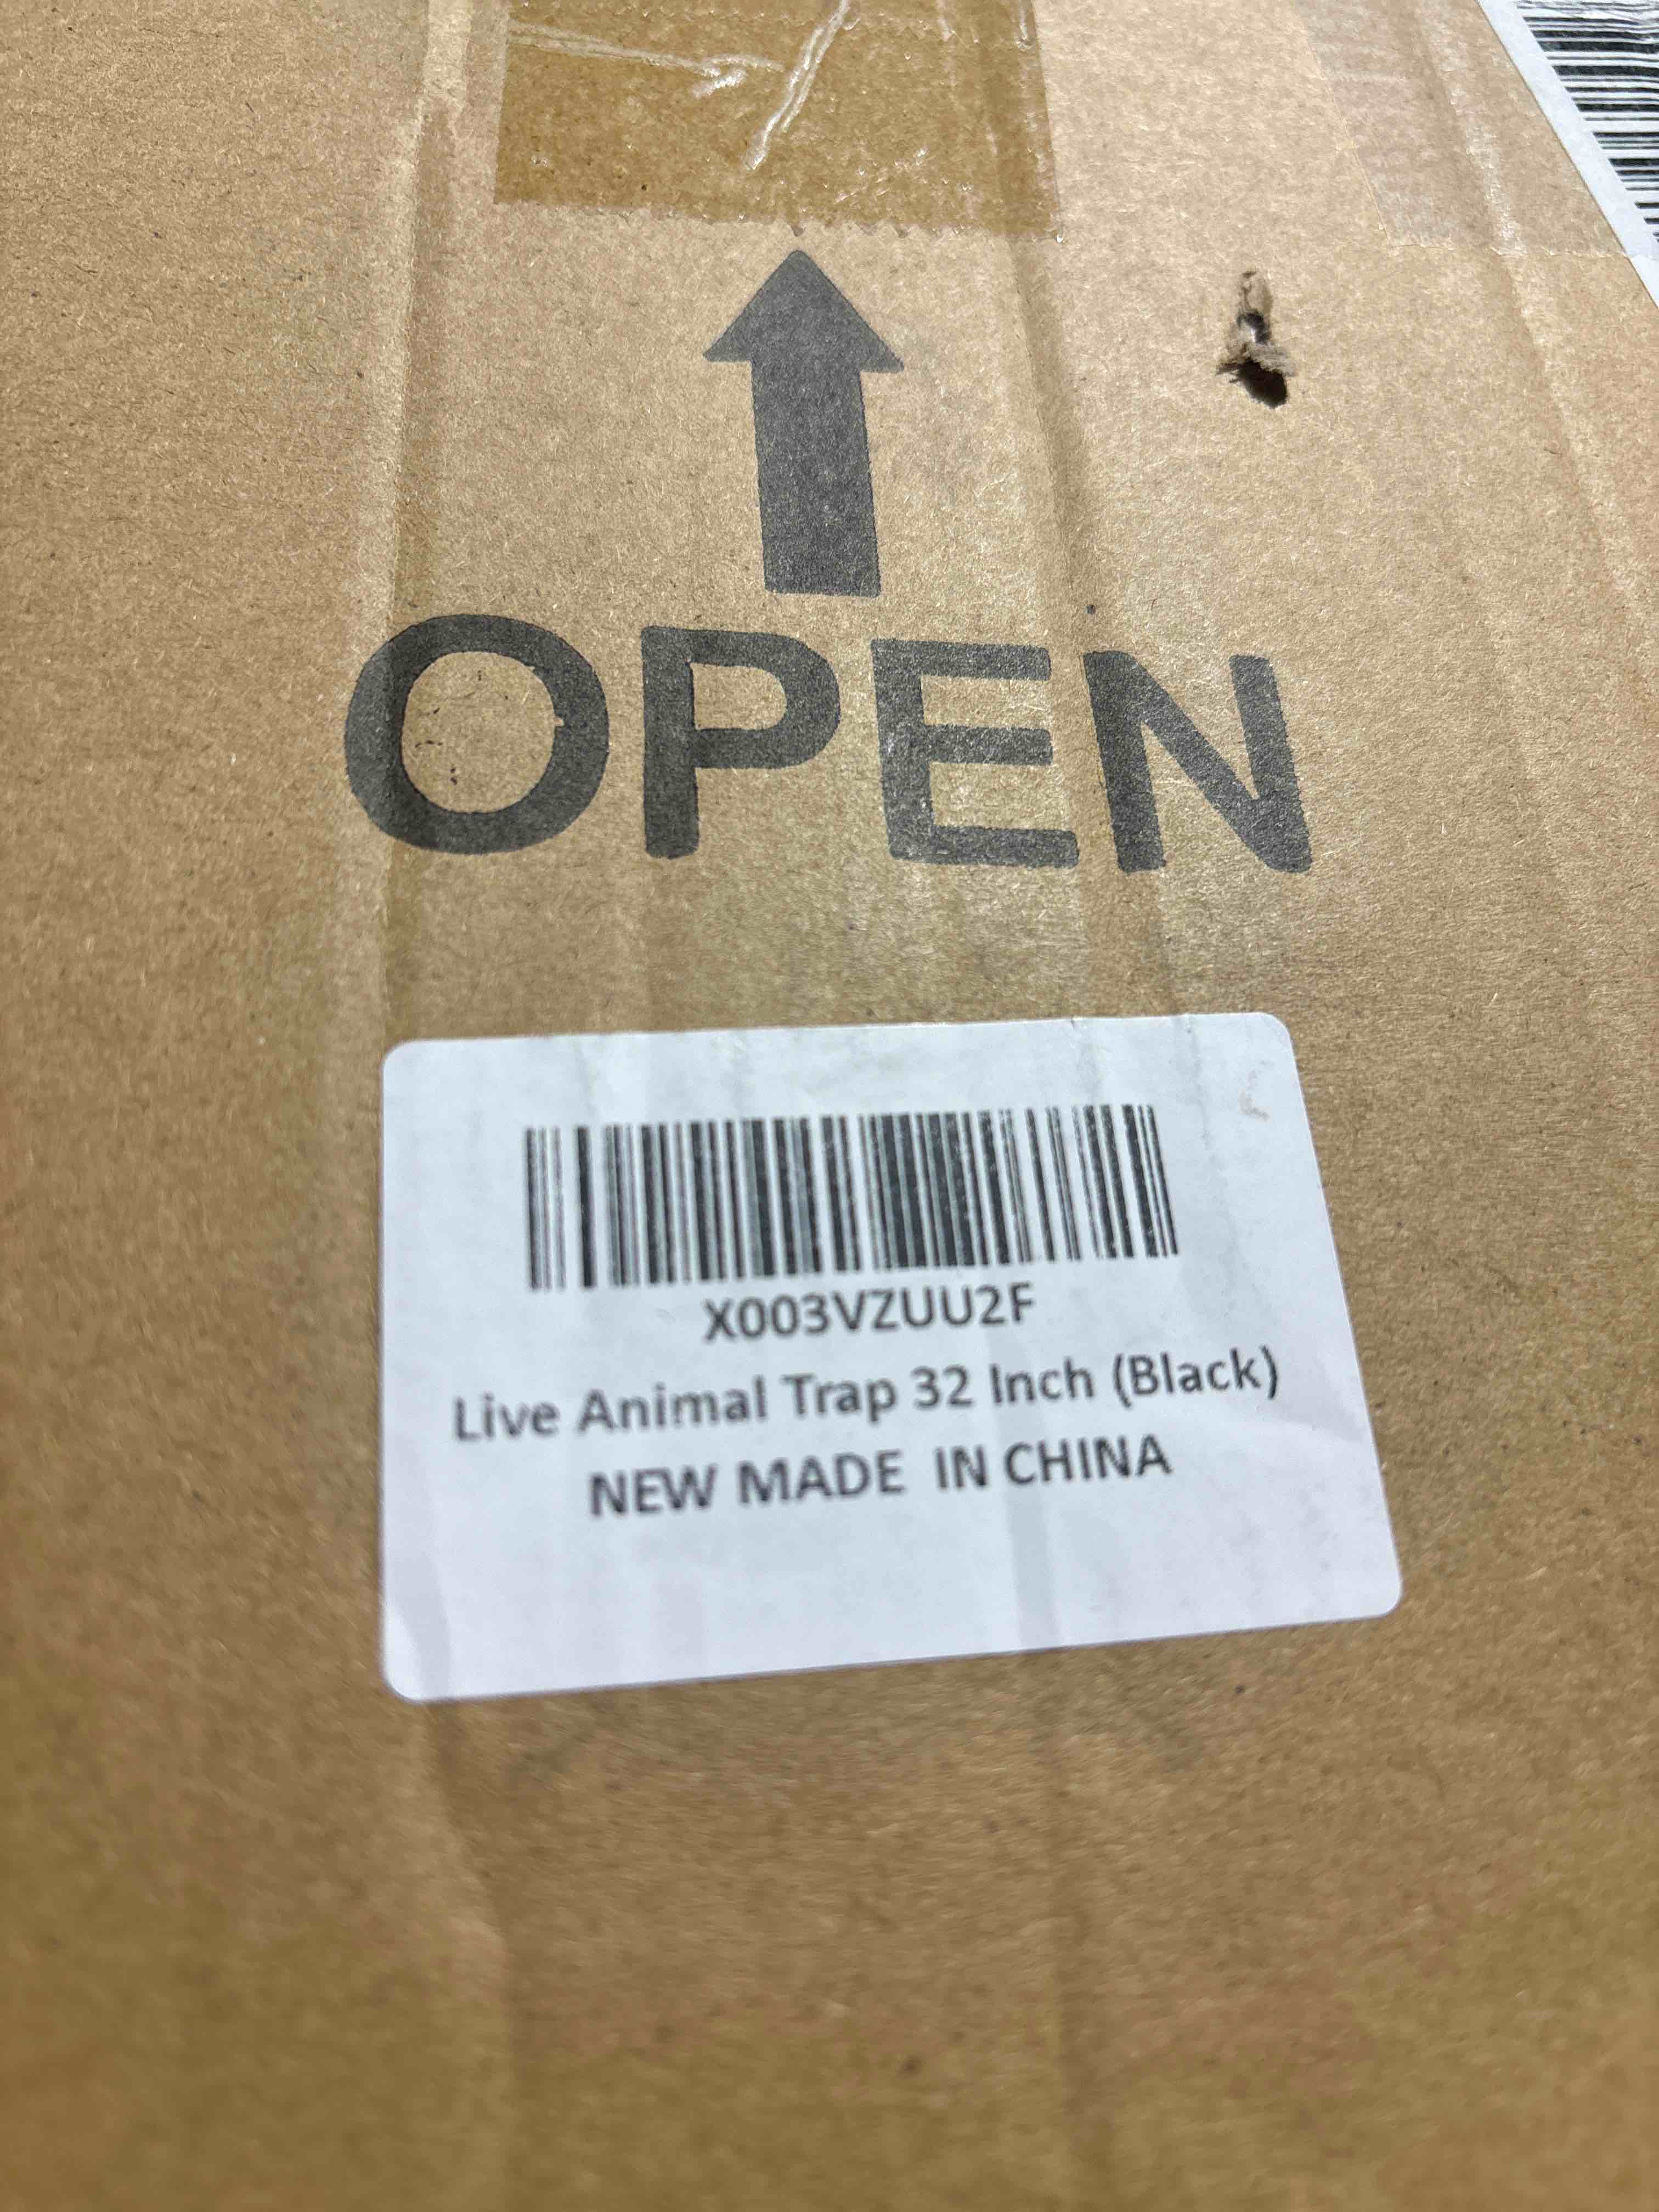 OPEN
X003VZUU2F
Live Animal Trap 32 Inch (Black)
NEW MADE IN CHINA